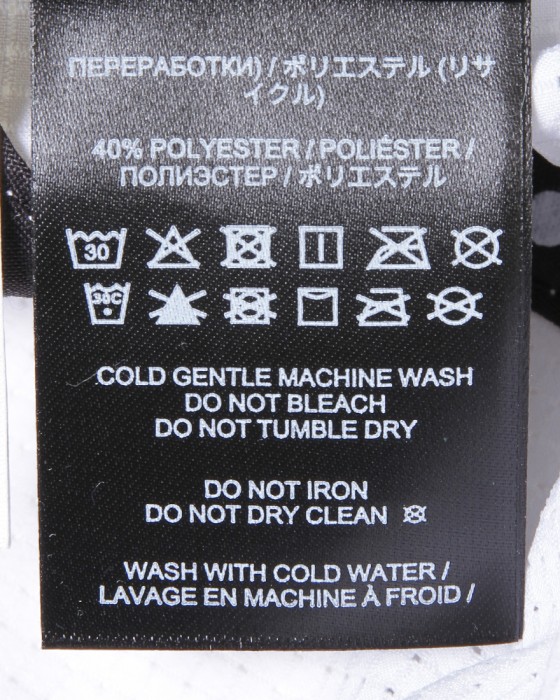 ПЕРЕРАБОТКИ) / ポリエステル (リサ
イクル)
40% POLYESTER / POLIÉSTER /
ПОЛИЭСТЕР / ポリエステル
30
30C
COLD GENTLE MACHINE WASH
DO NOT BLEACH
DO NOT TUMBLE DRY
DO NOT IRON
DO NOT DRY CLEAN
WASH WITH COLD WATER /
LAVAGE EN MACHINE À FROID /